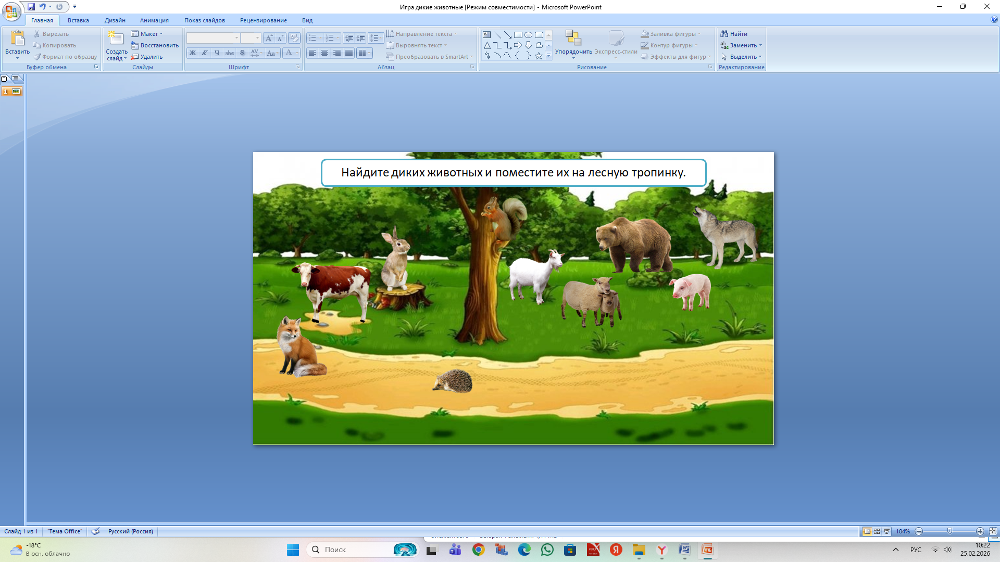 Игра дикие животные [Режим совместимости] - Microsoft PowerPoint
Главная Вставка Дизайн Анимация Показ слайдов Рецензирование Вид
Вставить
Вырезать
Копировать
Формат по образцу
Буфер обмена
Создать слайд
Макет
Восстановить
Удалить
Слайды
Ж К Ч abc S AV Aa A
Шрифт
Направление текста
Выровнять текст
Преобразовать в SmartArt
Абзац
Упорядочить
Экспресс-стили
Заливка фигуры
Контур фигуры
Эффекты для фигур
Рисование
Найти
Заменить
Выделить
Редактирование
1
Найдите диких животных и поместите их на лесную тропинку.
Слайд 1 из 1 "Тема Office" Русский (Россия) 104%
-18°C
В осн. облачно
Поиск
РУС
10:22
25.02.2026